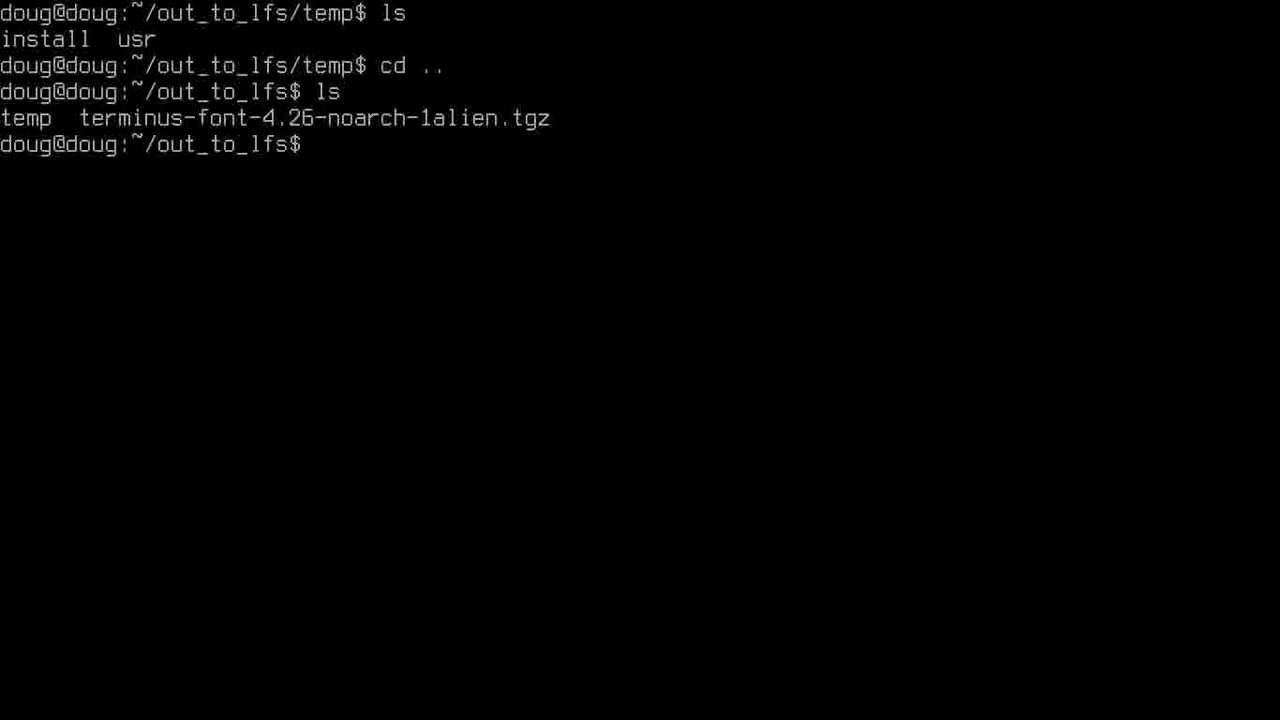 doug@doug:~/out_to_lfs/temp$ ls
install  usr
doug@doug:~/out_to_lfs/temp$ cd ..
doug@doug:~/out_to_lfs$ ls
temp  terminus-font-4.26-noarch-1alien.tgz
doug@doug:~/out_to_lfs$